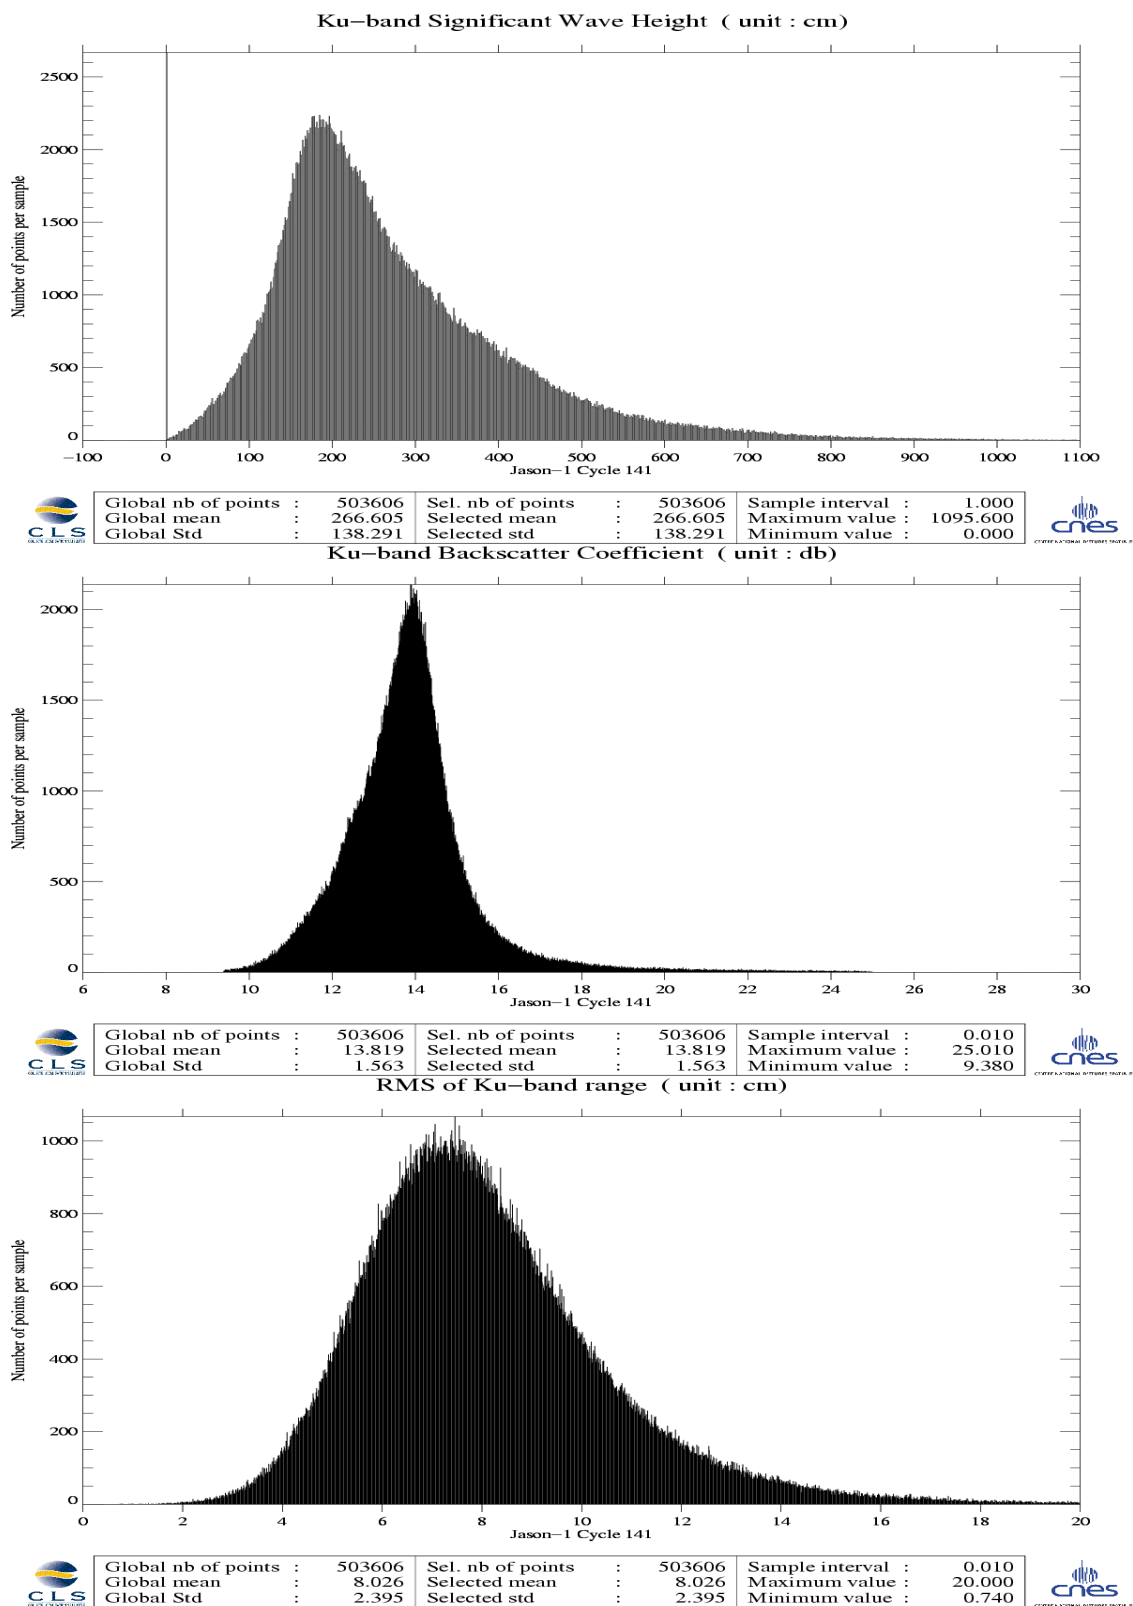 Ku-band Significant Wave Height ( unit : cm)
Number of points per sample
2500
2000
1500
1000
500
0
-100 0 100 200 300 400 500 600 700 800 900 1000 1100
Jason-1 Cycle 141
CLS
Global nb of points : 503606 Sel. nb of points : 503606 Sample interval : 1.000
Global mean : 266.605 Selected mean : 266.605 Maximum value : 1095.600
Global Std : 138.291 Selected std : 138.291 Minimum value : 0.000
cnes
Ku-band Backscatter Coefficient ( unit : db)
Number of points per sample
2000
1500
1000
500
0
6 8 10 12 14 16 18 20 22 24 26 28 30
Jason-1 Cycle 141
CLS
Global nb of points : 503606 Sel. nb of points : 503606 Sample interval : 0.010
Global mean : 13.819 Selected mean : 13.819 Maximum value : 25.010
Global Std : 1.563 Selected std : 1.563 Minimum value : 9.380
cnes
RMS of Ku-band range ( unit : cm)
Number of points per sample
1000
800
600
400
200
0
0 2 4 6 8 10 12 14 16 18 20
Jason-1 Cycle 141
CLS
Global nb of points : 503606 Sel. nb of points : 503606 Sample interval : 0.010
Global mean : 8.026 Selected mean : 8.026 Maximum value : 20.000
Global Std : 2.395 Selected std : 2.395 Minimum value : 0.740
cnes